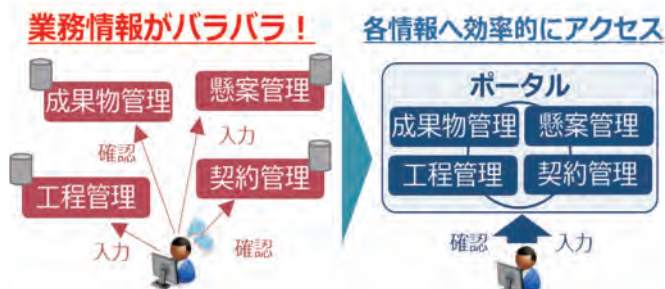 業務情報がバラバラ！
成果物管理
懸案管理
確認
入力
工程管理
契約管理
入力
確認
各情報へ効率的にアクセス
ポータル
成果物管理 懸案管理
工程管理 契約管理
確認 入力